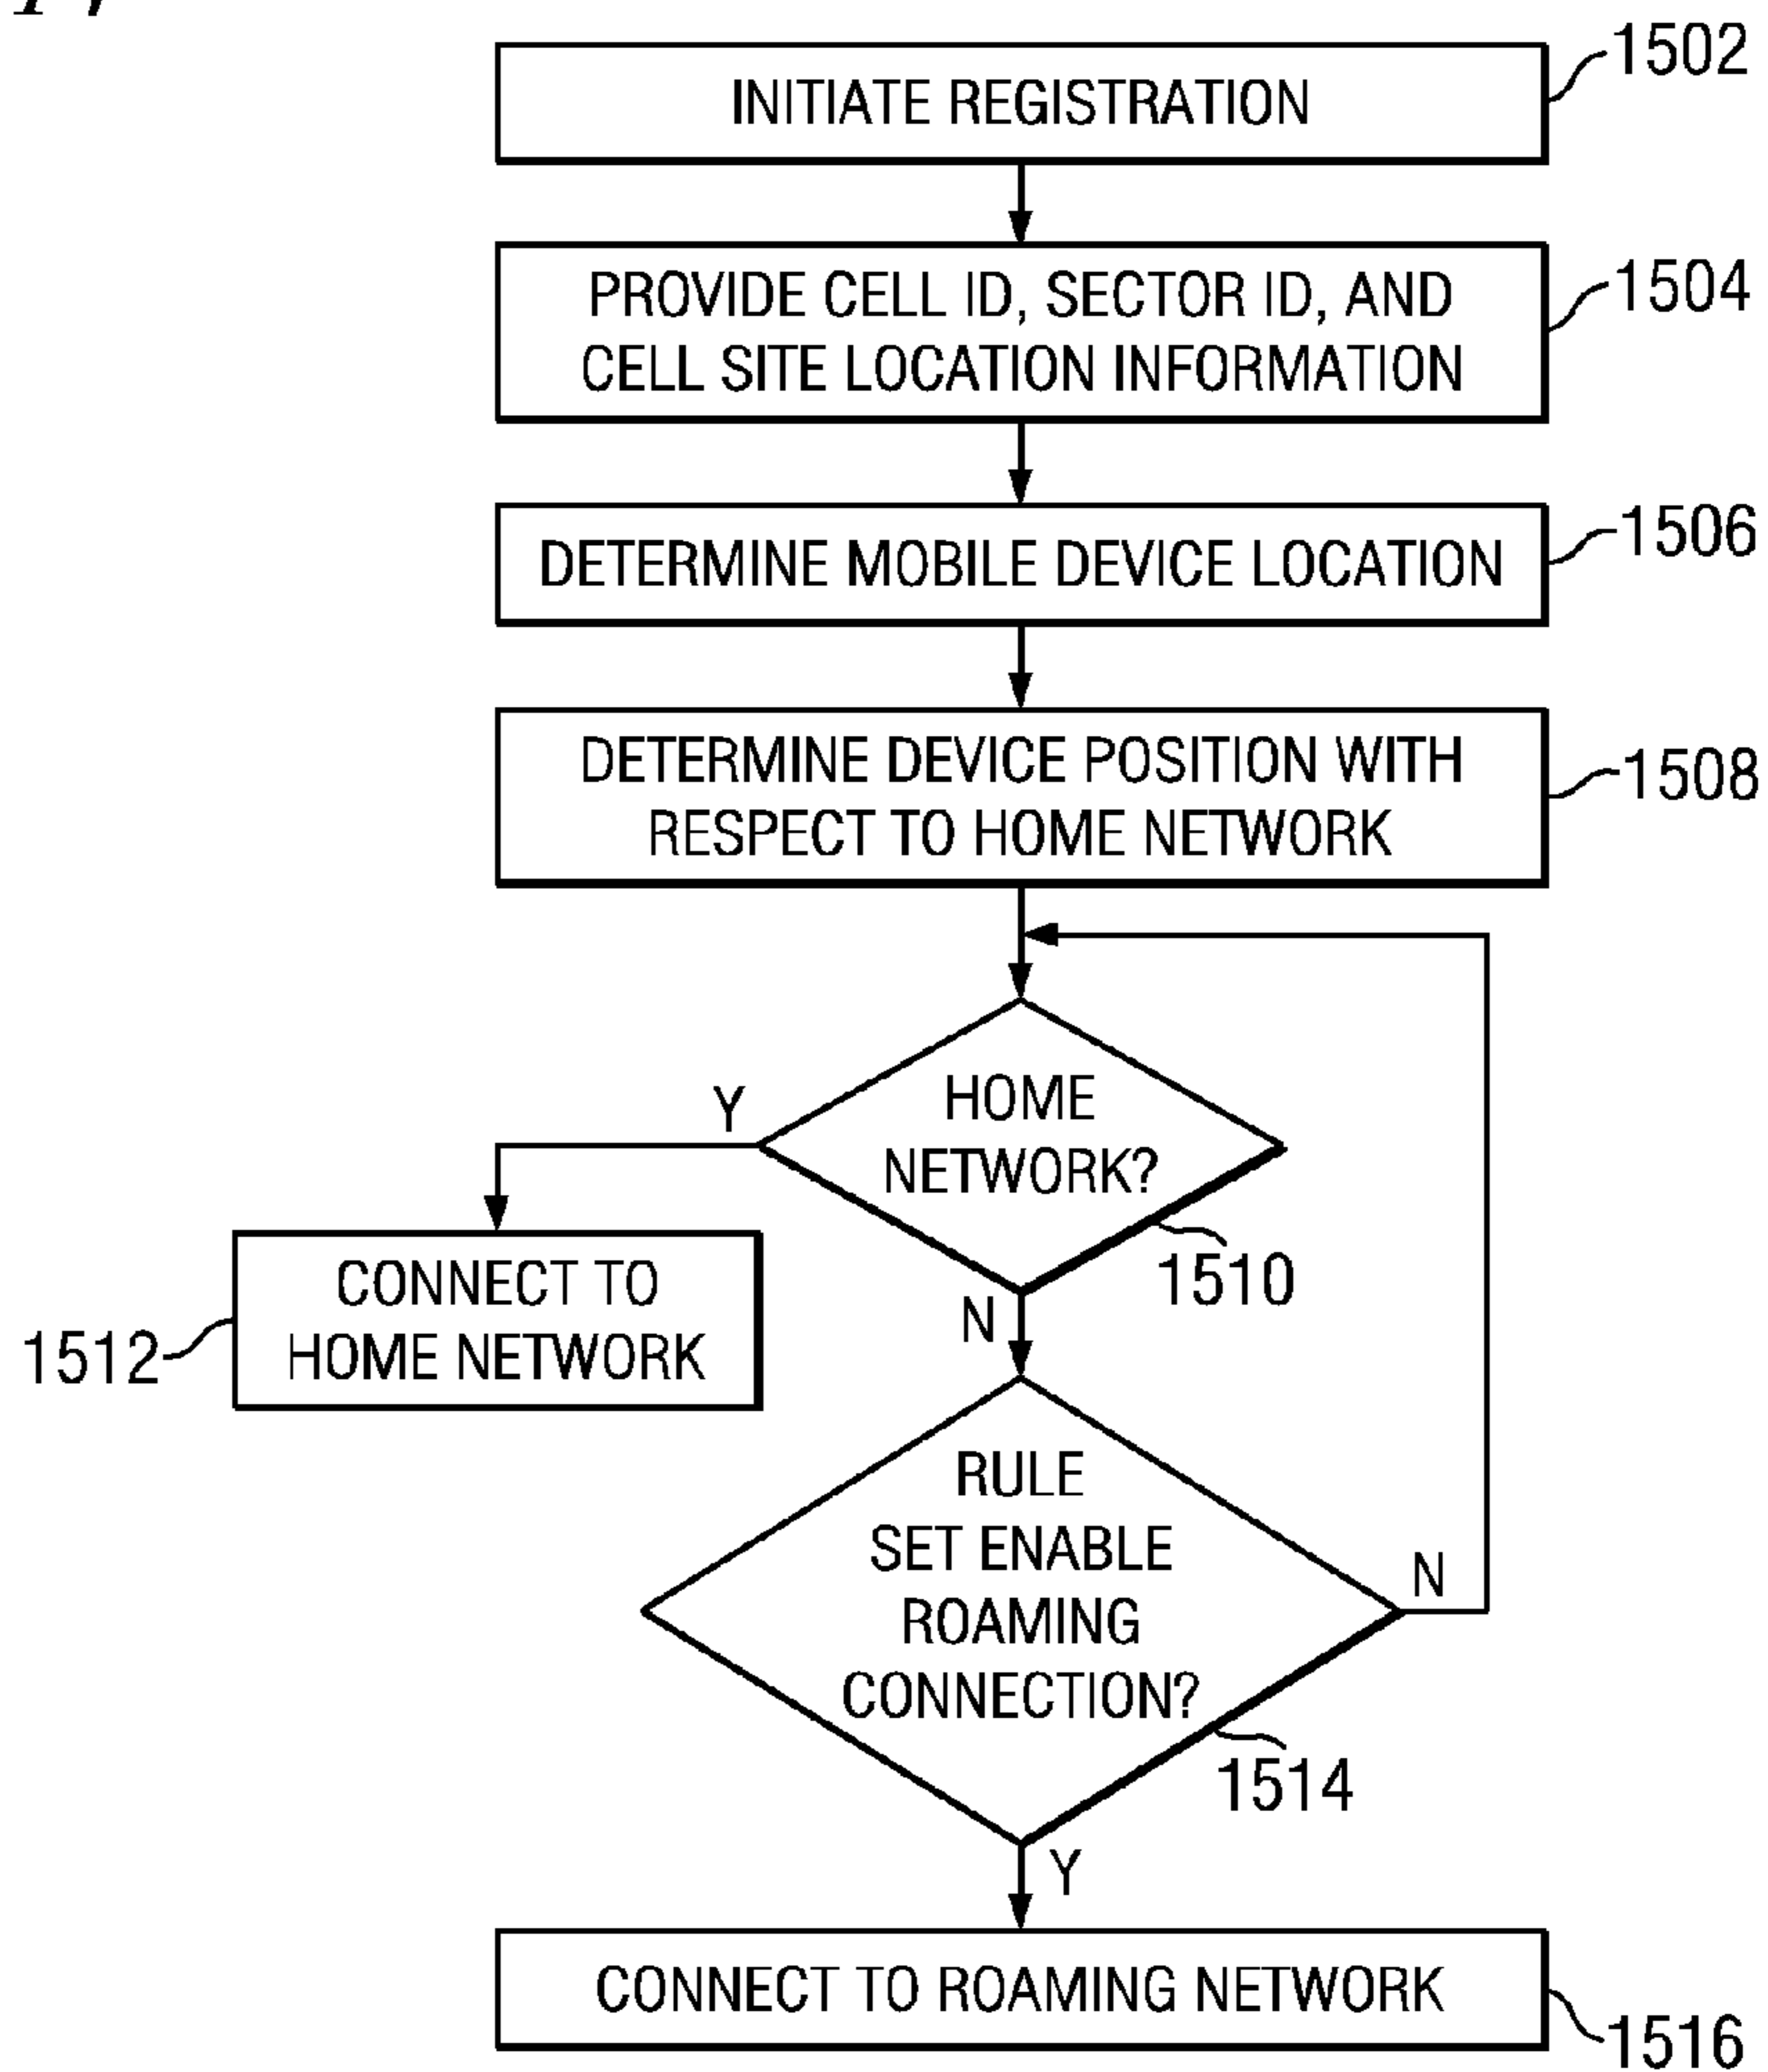 1502
INITIATE REGISTRATION
1504
PROVIDE CELL ID, SECTOR ID, AND
CELL SITE LOCATION INFORMATION
1506
DETERMINE MOBILE DEVICE LOCATION
1508
DETERMINE DEVICE POSITION WITH
RESPECT TO HOME NETWORK
Y
HOME
NETWORK?
1510
CONNECT TO
HOME NETWORK
1512
N
RULE
SET ENABLE
ROAMING
CONNECTION?
N
1514
Y
CONNECT TO ROAMING NETWORK
1516